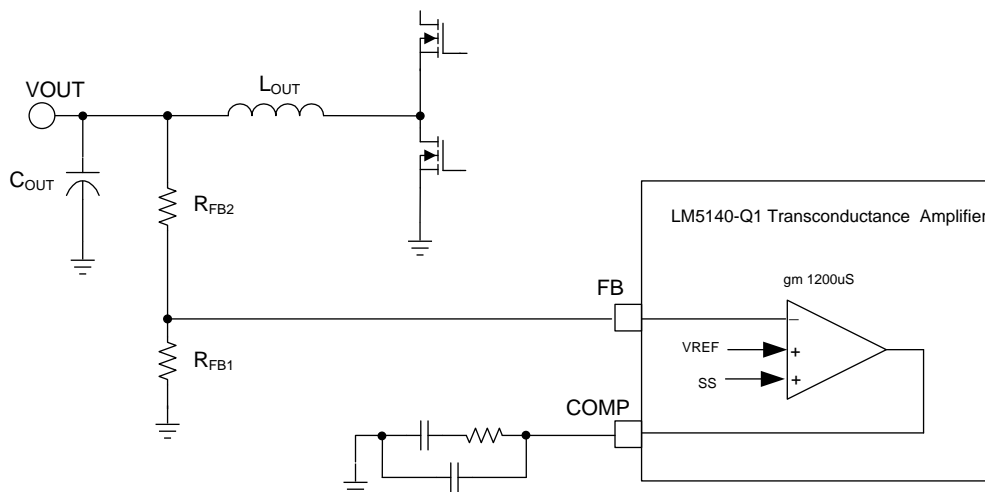 VOUT
LOUT
COUT
RFB2
LM5140-Q1 Transconductance Amplifier
gm 1200uS
FB
−
VREF
+
SS
+
RFB1
COMP